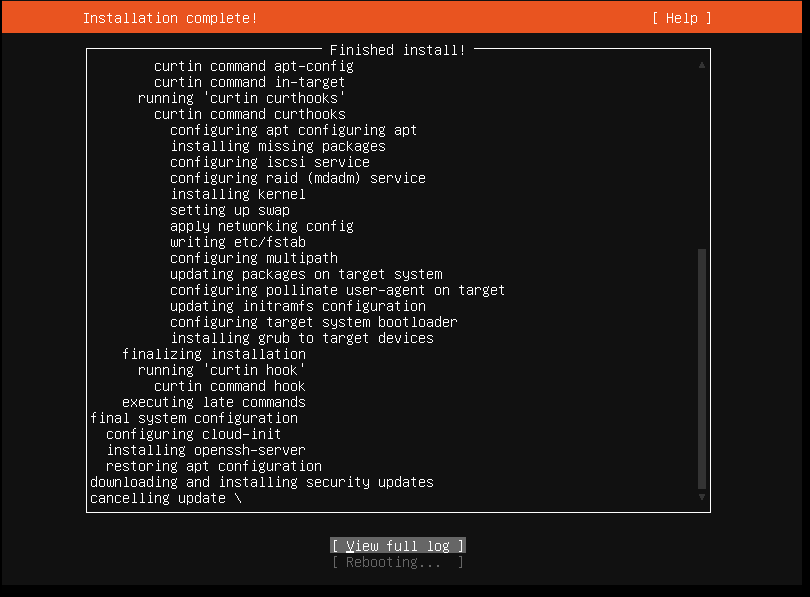 Installation complete! [ Help ]
Finished install!
curtin command apt-config
curtin command in-target
running 'curtin curthooks'
curtin command curthooks
configuring apt configuring apt
installing missing packages
configuring iscsi service
configuring raid (mdadm) service
installing kernel
setting up swap
apply networking config
writing etc/fstab
configuring multipath
updating packages on target system
configuring pollinate user-agent on target
updating initramfs configuration
configuring target system bootloader
installing grub to target devices
finalizing installation
running 'curtin hook'
curtin command hook
executing late commands
final system configuration
configuring cloud-init
installing openssh-server
restoring apt configuration
downloading and installing security updates
cancelling update \
[ View full log ]
[ Rebooting... ]